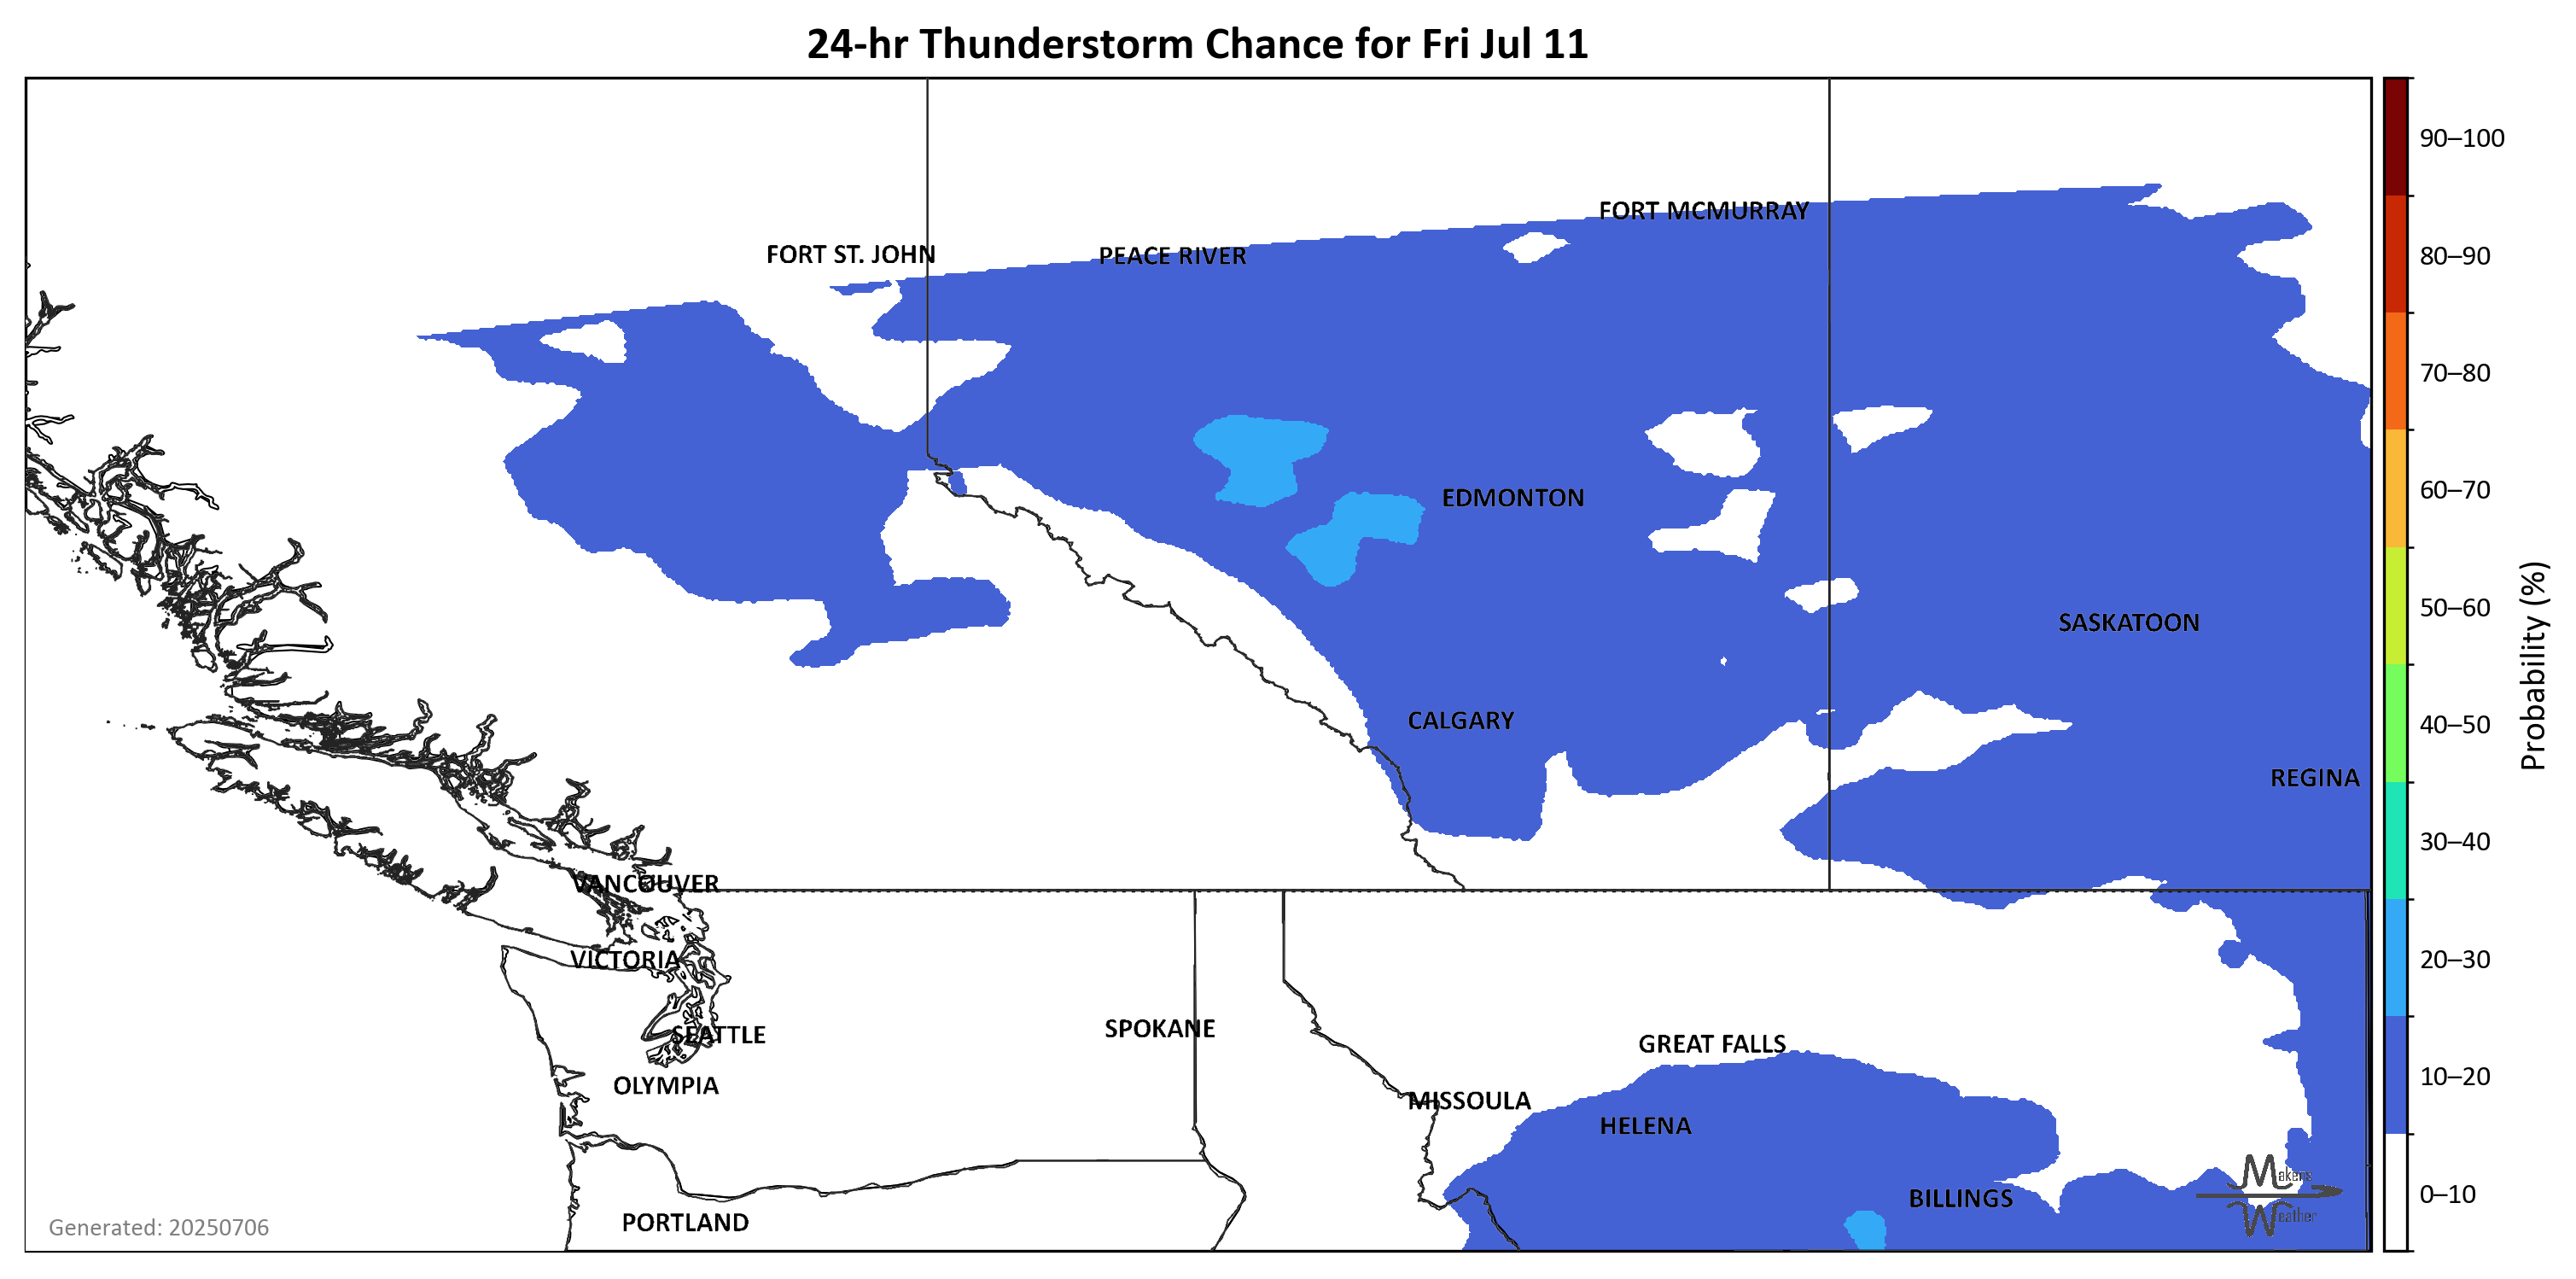 24-hr Thunderstorm Chance for Fri Jul 11
FORT MCMURRAY
FORT ST. JOHN
PEACE RIVER
EDMONTON
SASKATOON
CALGARY
REGINA
VANCOUVER
VICTORIA
SEATTLE
SPOKANE
GREAT FALLS
OLYMPIA
MISSOULA
HELENA
BILLINGS
PORTLAND
Makens
Weather
Generated: 20250706
90–100
80–90
70–80
60–70
50–60
40–50
30–40
20–30
10–20
0–10
Probability (%)